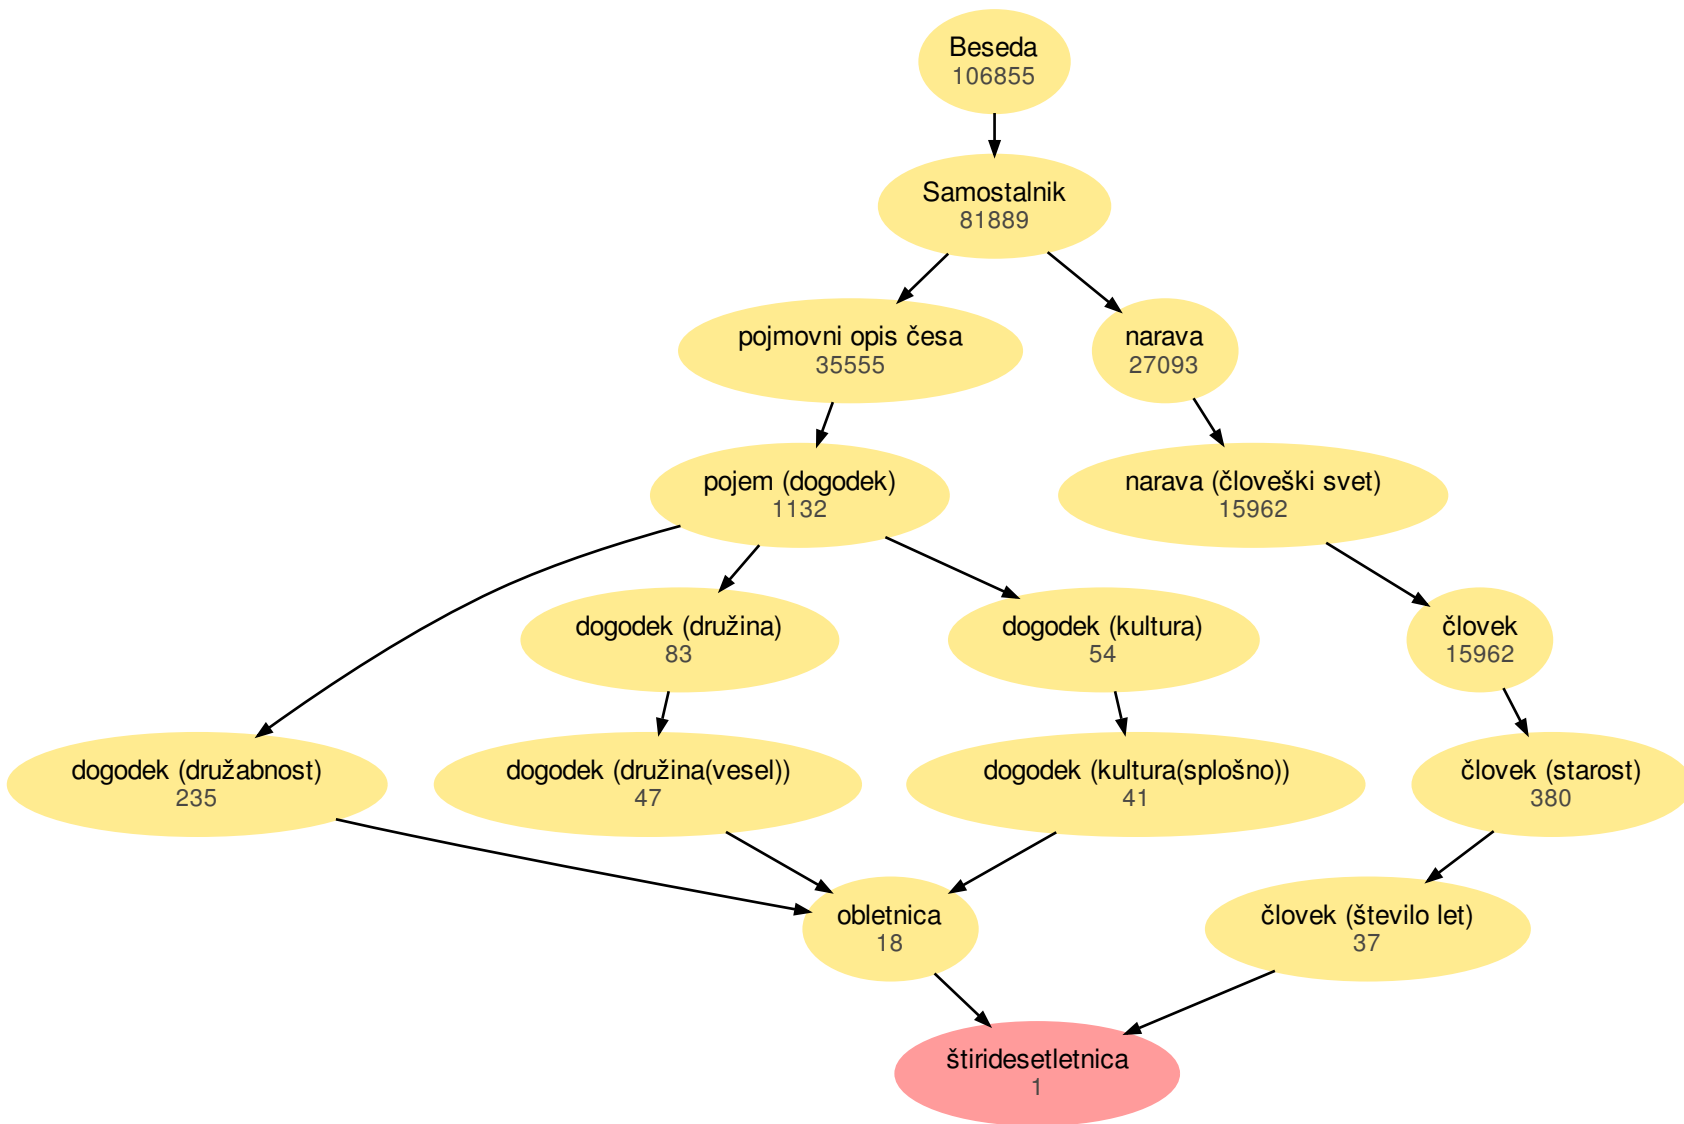 Beseda
106855
Samostalnik
81889
pojmovni opis česa
35555
narava
27093
pojem (dogodek)
1132
narava (človeški svet)
15962
dogodek (družina)
83
dogodek (kultura)
54
človek
15962
dogodek (družabnost)
235
dogodek (družina(vesel))
47
dogodek (kultura(splošno))
41
človek (starost)
380
obletnica
18
človek (število let)
37
štiridesetletnica
1